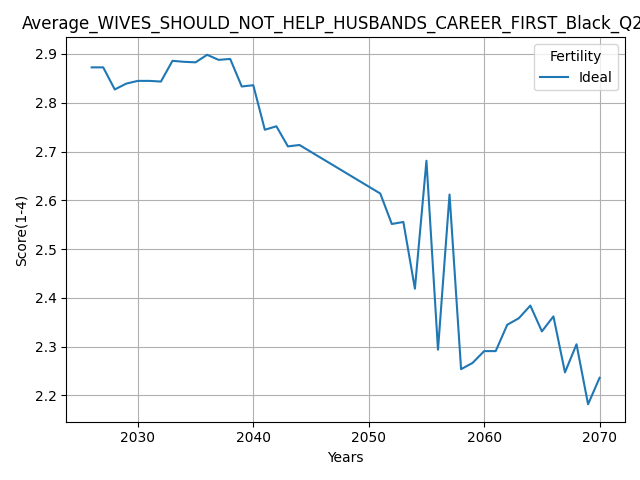 Average_WIVES_SHOULD_NOT_HELP_HUSBANDS_CAREER_FIRST_Black_Q2
Fertility
Ideal
2.9
2.8
2.7
2.6
2.5
2.4
2.3
2.2
Score(1-4)
2030 2040 2050 2060 2070
Years